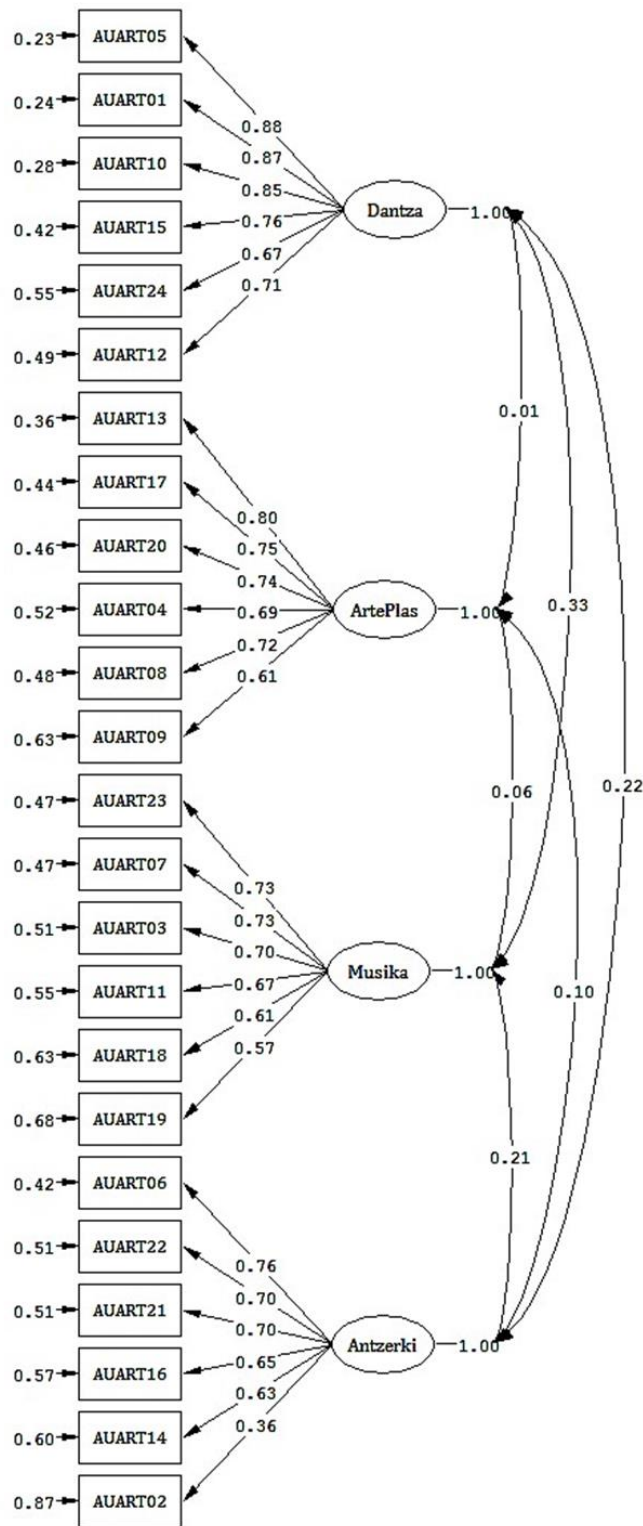 0.23 AUART05
0.24 AUART01
0.28 AUART10
0.42 AUART15
0.55 AUART24
0.49 AUART12
0.88
0.87
0.85
0.76
0.67
0.71
Dantza 1.00
0.36 AUART13
0.44 AUART17
0.46 AUART20
0.52 AUART04
0.48 AUART08
0.63 AUART09
0.80
0.75
0.74
0.69
0.72
0.61
ArtePlas 1.00
0.47 AUART23
0.47 AUART07
0.51 AUART03
0.55 AUART11
0.63 AUART18
0.68 AUART19
0.73
0.73
0.70
0.67
0.61
0.57
Musika 1.00
0.42 AUART06
0.51 AUART22
0.51 AUART21
0.57 AUART16
0.60 AUART14
0.87 AUART02
0.76
0.70
0.70
0.65
0.63
0.36
Antzerki 1.00
0.01
0.33
0.22
0.06
0.10
0.21